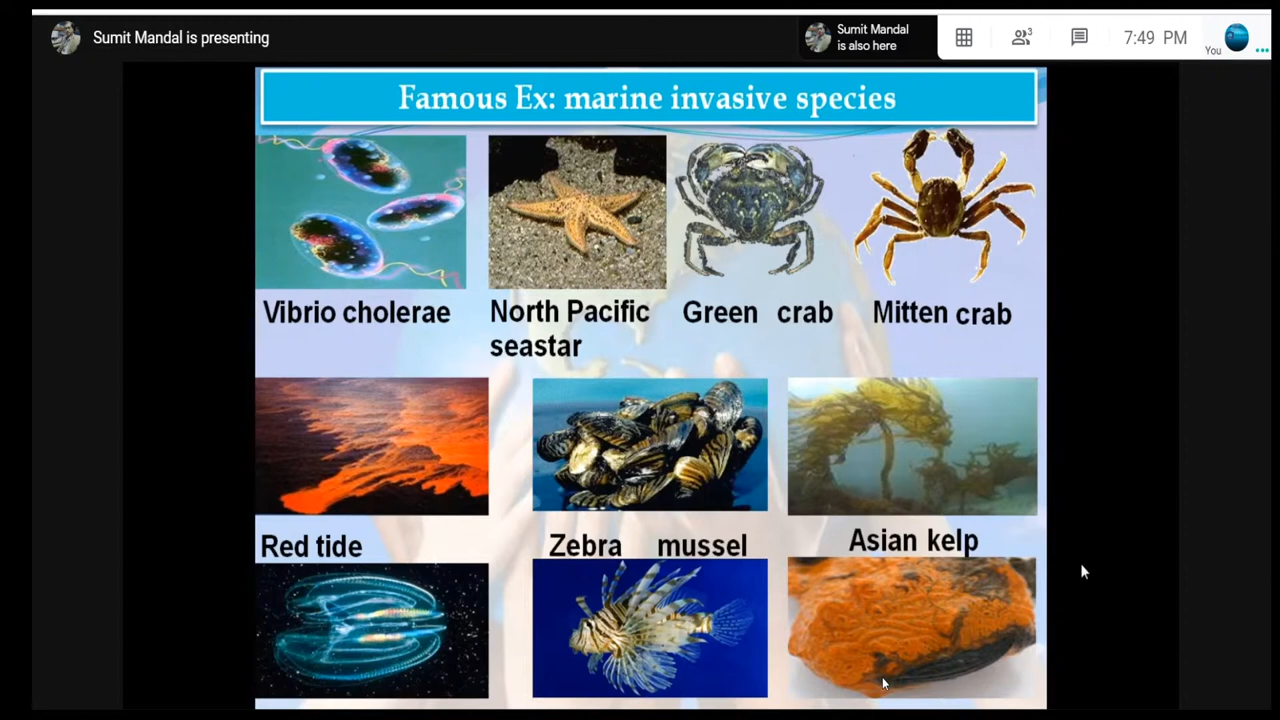 Sumit Mandal is presenting
Sumit Mandal
is also here
3
7:49 PM
You
Famous Ex: marine invasive species
Vibrio cholerae
North Pacific
seastar
Green crab
Mitten crab
Red tide
Zebra mussel
Asian kelp